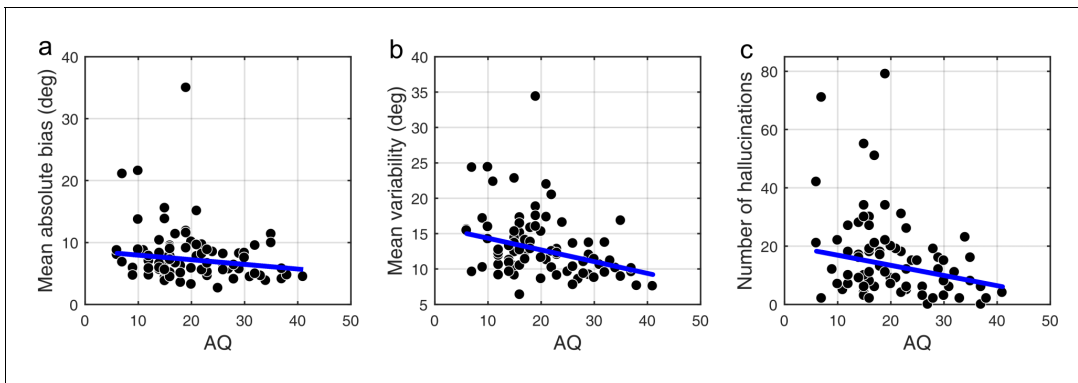 a
40
30
20
10
0
0 10 20 30 40 50
Mean absolute bias (deg)
AQ
b
40
35
30
25
20
15
10
5
0 10 20 30 40 50
Mean variability (deg)
AQ
c
80
60
40
20
0
0 10 20 30 40 50
Number of hallucinations
AQ